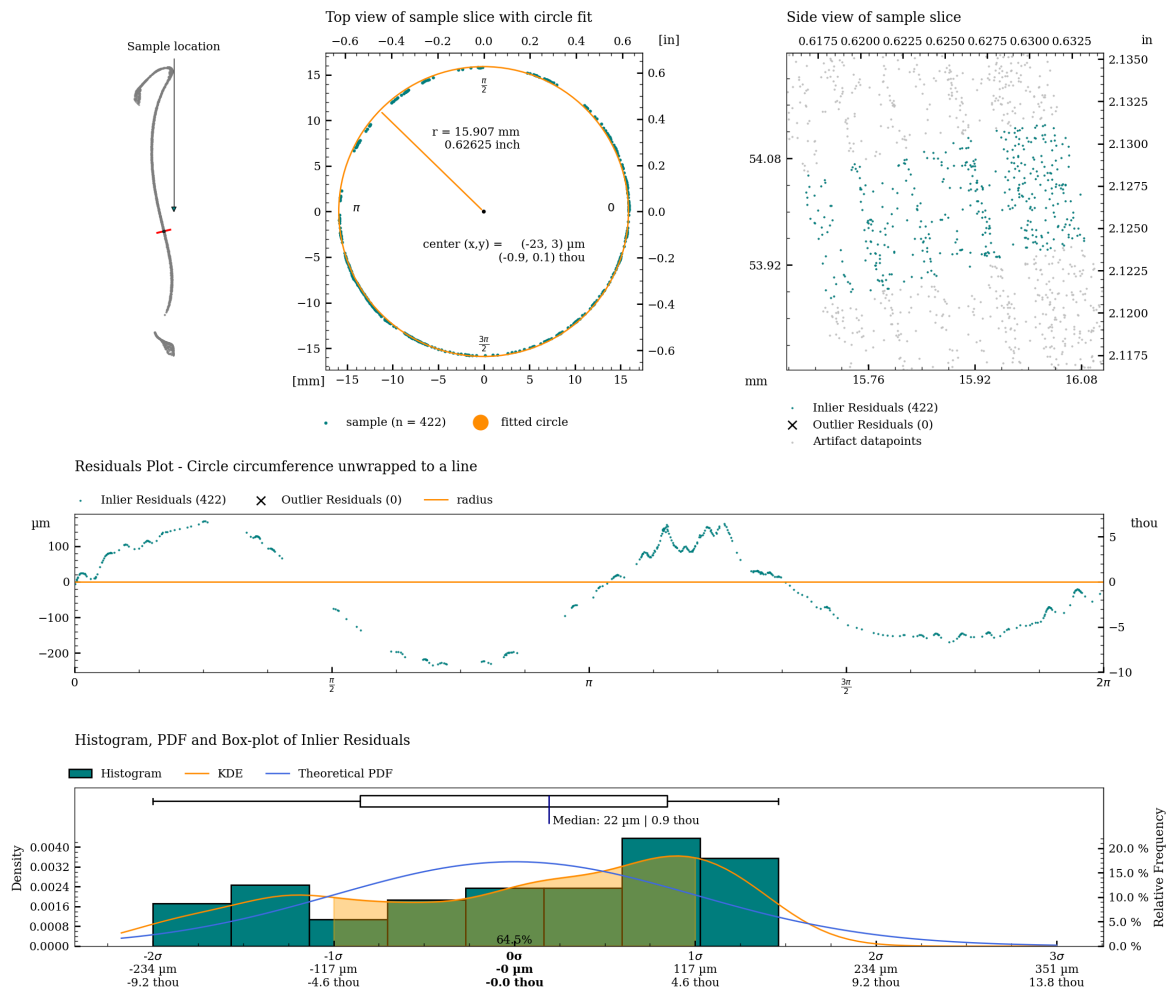 Top view of sample slice with circle fit
Side view of sample slice
Sample location
−0.6 −0.4 −0.2 0.0 0.2 0.4 0.6 [in]
0.6175 0.6200 0.6225 0.6250 0.6275 0.6300 0.6325 in
15 10 5 0 −5 −10 −15
0.6 0.4 0.2 0.0 −0.2 −0.4 −0.6
π/2
r = 15.907 mm
0.62625 inch
π 0
center (x,y) = (-23, 3) µm
(-0.9, 0.1) thou
3π/2
[mm] −15 −10 −5 0 5 10 15
54.08
53.92
2.1350 2.1325 2.1300 2.1275 2.1250 2.1225 2.1200 2.1175
mm 15.76 15.92 16.08
sample (n = 422) fitted circle
Inlier Residuals (422)
Outlier Residuals (0)
Artifact datapoints
Residuals Plot - Circle circumference unwrapped to a line
Inlier Residuals (422) Outlier Residuals (0) radius
µm thou
100 0 −100 −200
5 0 −5 −10
0 π/2 π 3π/2 2π
Histogram, PDF and Box-plot of Inlier Residuals
Histogram KDE Theoretical PDF
Median: 22 µm | 0.9 thou
Density
0.0040 0.0032 0.0024 0.0016 0.0008 0.0000
20.0 % 15.0 % 10.0 % 5.0 % 0.0 %
Relative Frequency
64.5%
-2σ -1σ 0σ 1σ 2σ 3σ
-234 µm -117 µm -0 µm 117 µm 234 µm 351 µm
-9.2 thou -4.6 thou -0.0 thou 4.6 thou 9.2 thou 13.8 thou